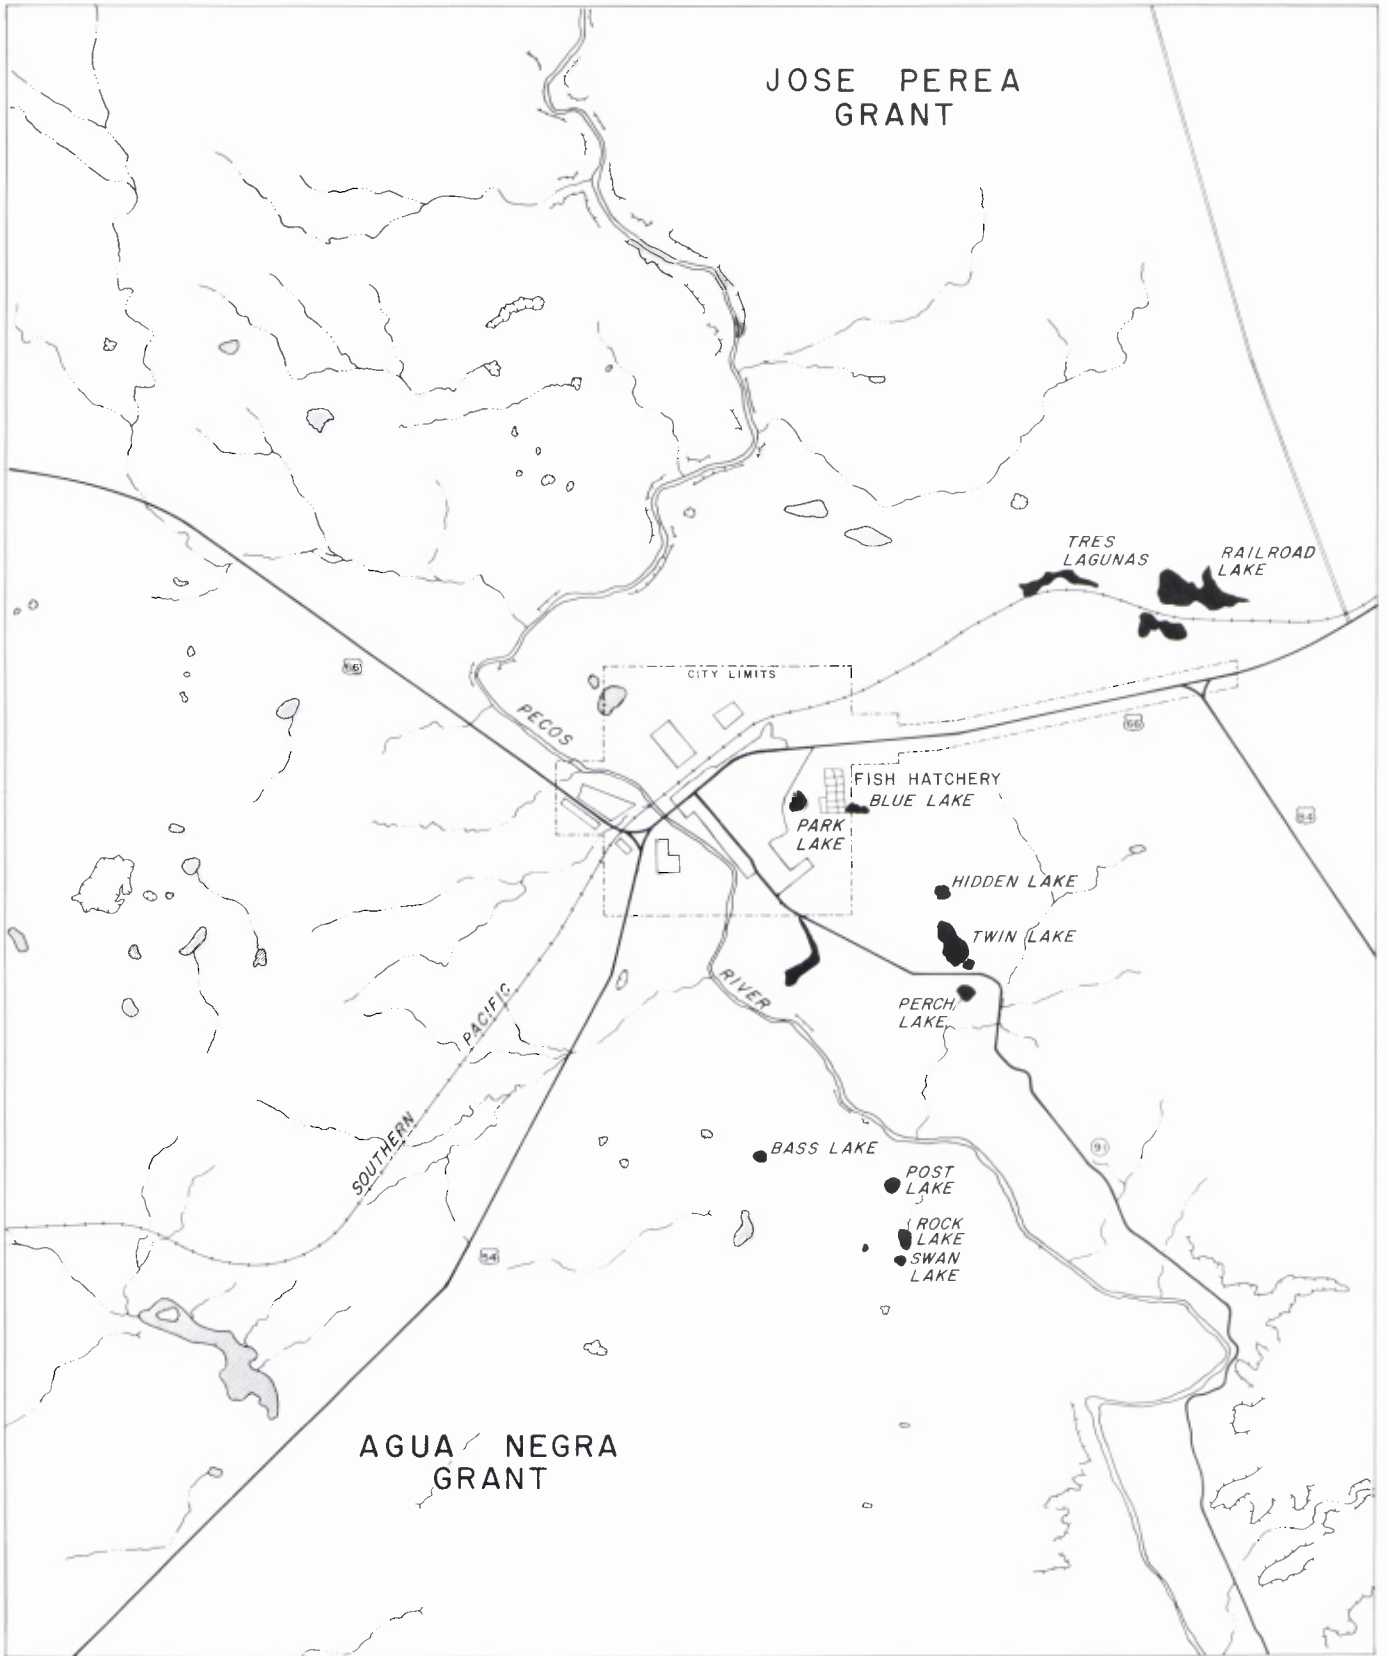 JOSE PEREA
GRANT
TRES
LAGUNAS
RAILROAD
LAKE
66
CITY LIMITS
PECOS
66
FISH HATCHERY
BLUE LAKE
PARK
LAKE
84
HIDDEN LAKE
TWIN LAKE
RIVER
PERCH
LAKE
SOUTHERN PACIFIC
91
BASS LAKE
POST
LAKE
ROCK
LAKE
SWAN
LAKE
54
AGUA NEGRA
GRANT